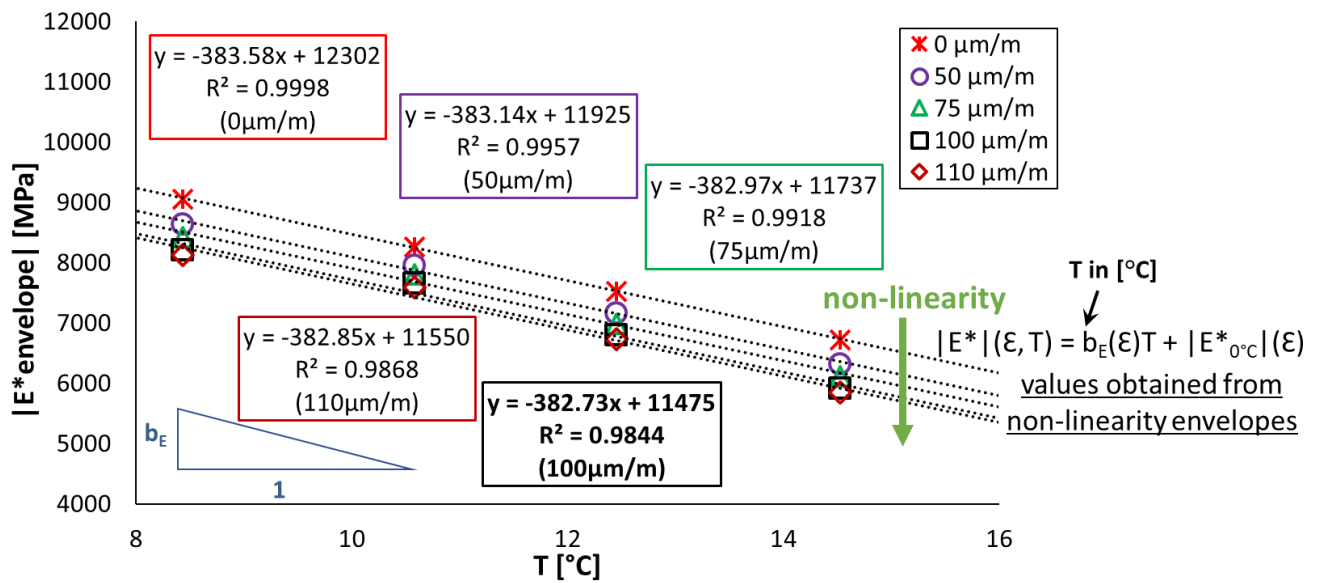 12000
11000
10000
9000
8000
7000
6000
5000
4000
|E*envelope| [MPa]
y = -383.58x + 12302
R² = 0.9998
(0µm/m)
y = -383.14x + 11925
R² = 0.9957
(50µm/m)
y = -382.97x + 11737
R² = 0.9918
(75µm/m)
0 µm/m
50 µm/m
75 µm/m
100 µm/m
110 µm/m
y = -382.85x + 11550
R² = 0.9868
(110µm/m)
y = -382.73x + 11475
R² = 0.9844
(100µm/m)
non-linearity
T in [°C]
|E*|(Ɛ,T) = b_E(Ɛ)T + |E*_0°C|(Ɛ)
values obtained from
non-linearity envelopes
b_E
1
8
10
12
14
16
T [°C]